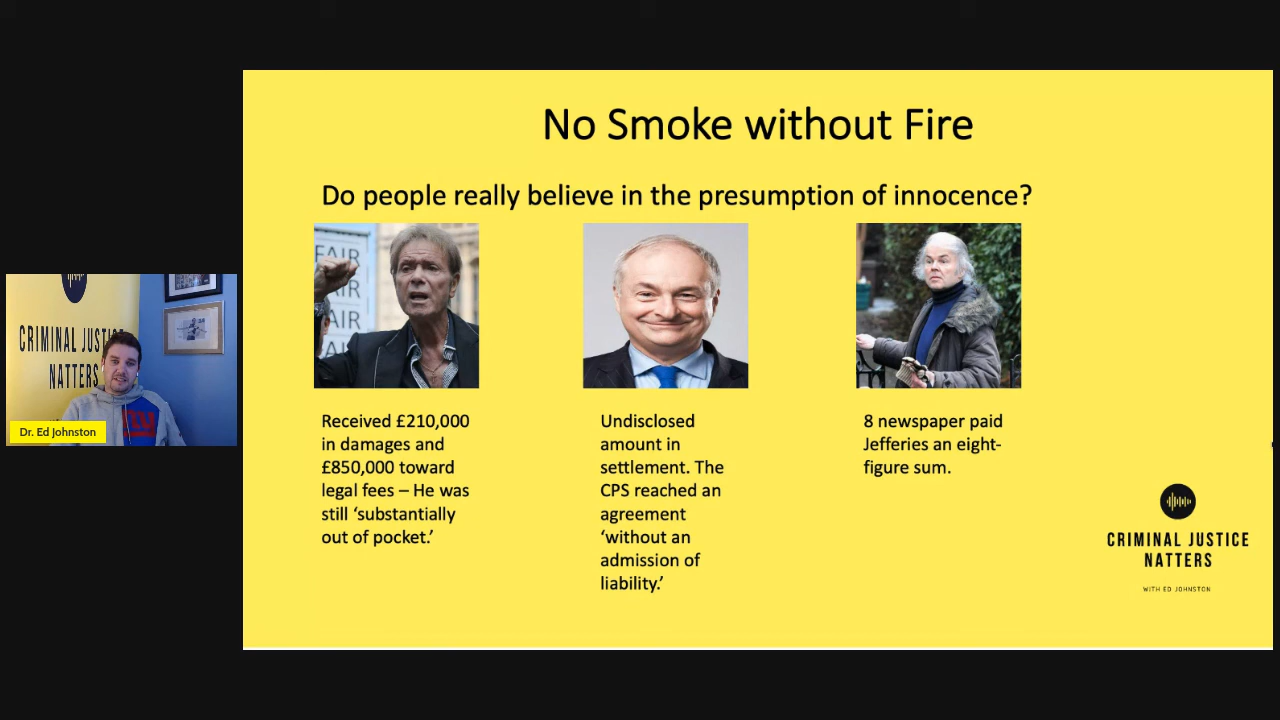 No Smoke without Fire
Do people really believe in the presumption of innocence?
FAIR
AIR
AIR
Received £210,000
in damages and
£850,000 toward
legal fees – He was
still ‘substantially
out of pocket.’
Undisclosed
amount in
settlement. The
CPS reached an
agreement
‘without an
admission of
liability.’
8 newspaper paid
Jefferies an eight-
figure sum.
CRIMINAL JUSTICE
NATTERS
WITH ED JOHNSTON
CRIMINAL JUSTICE
NATTERS
Dr. Ed Johnston